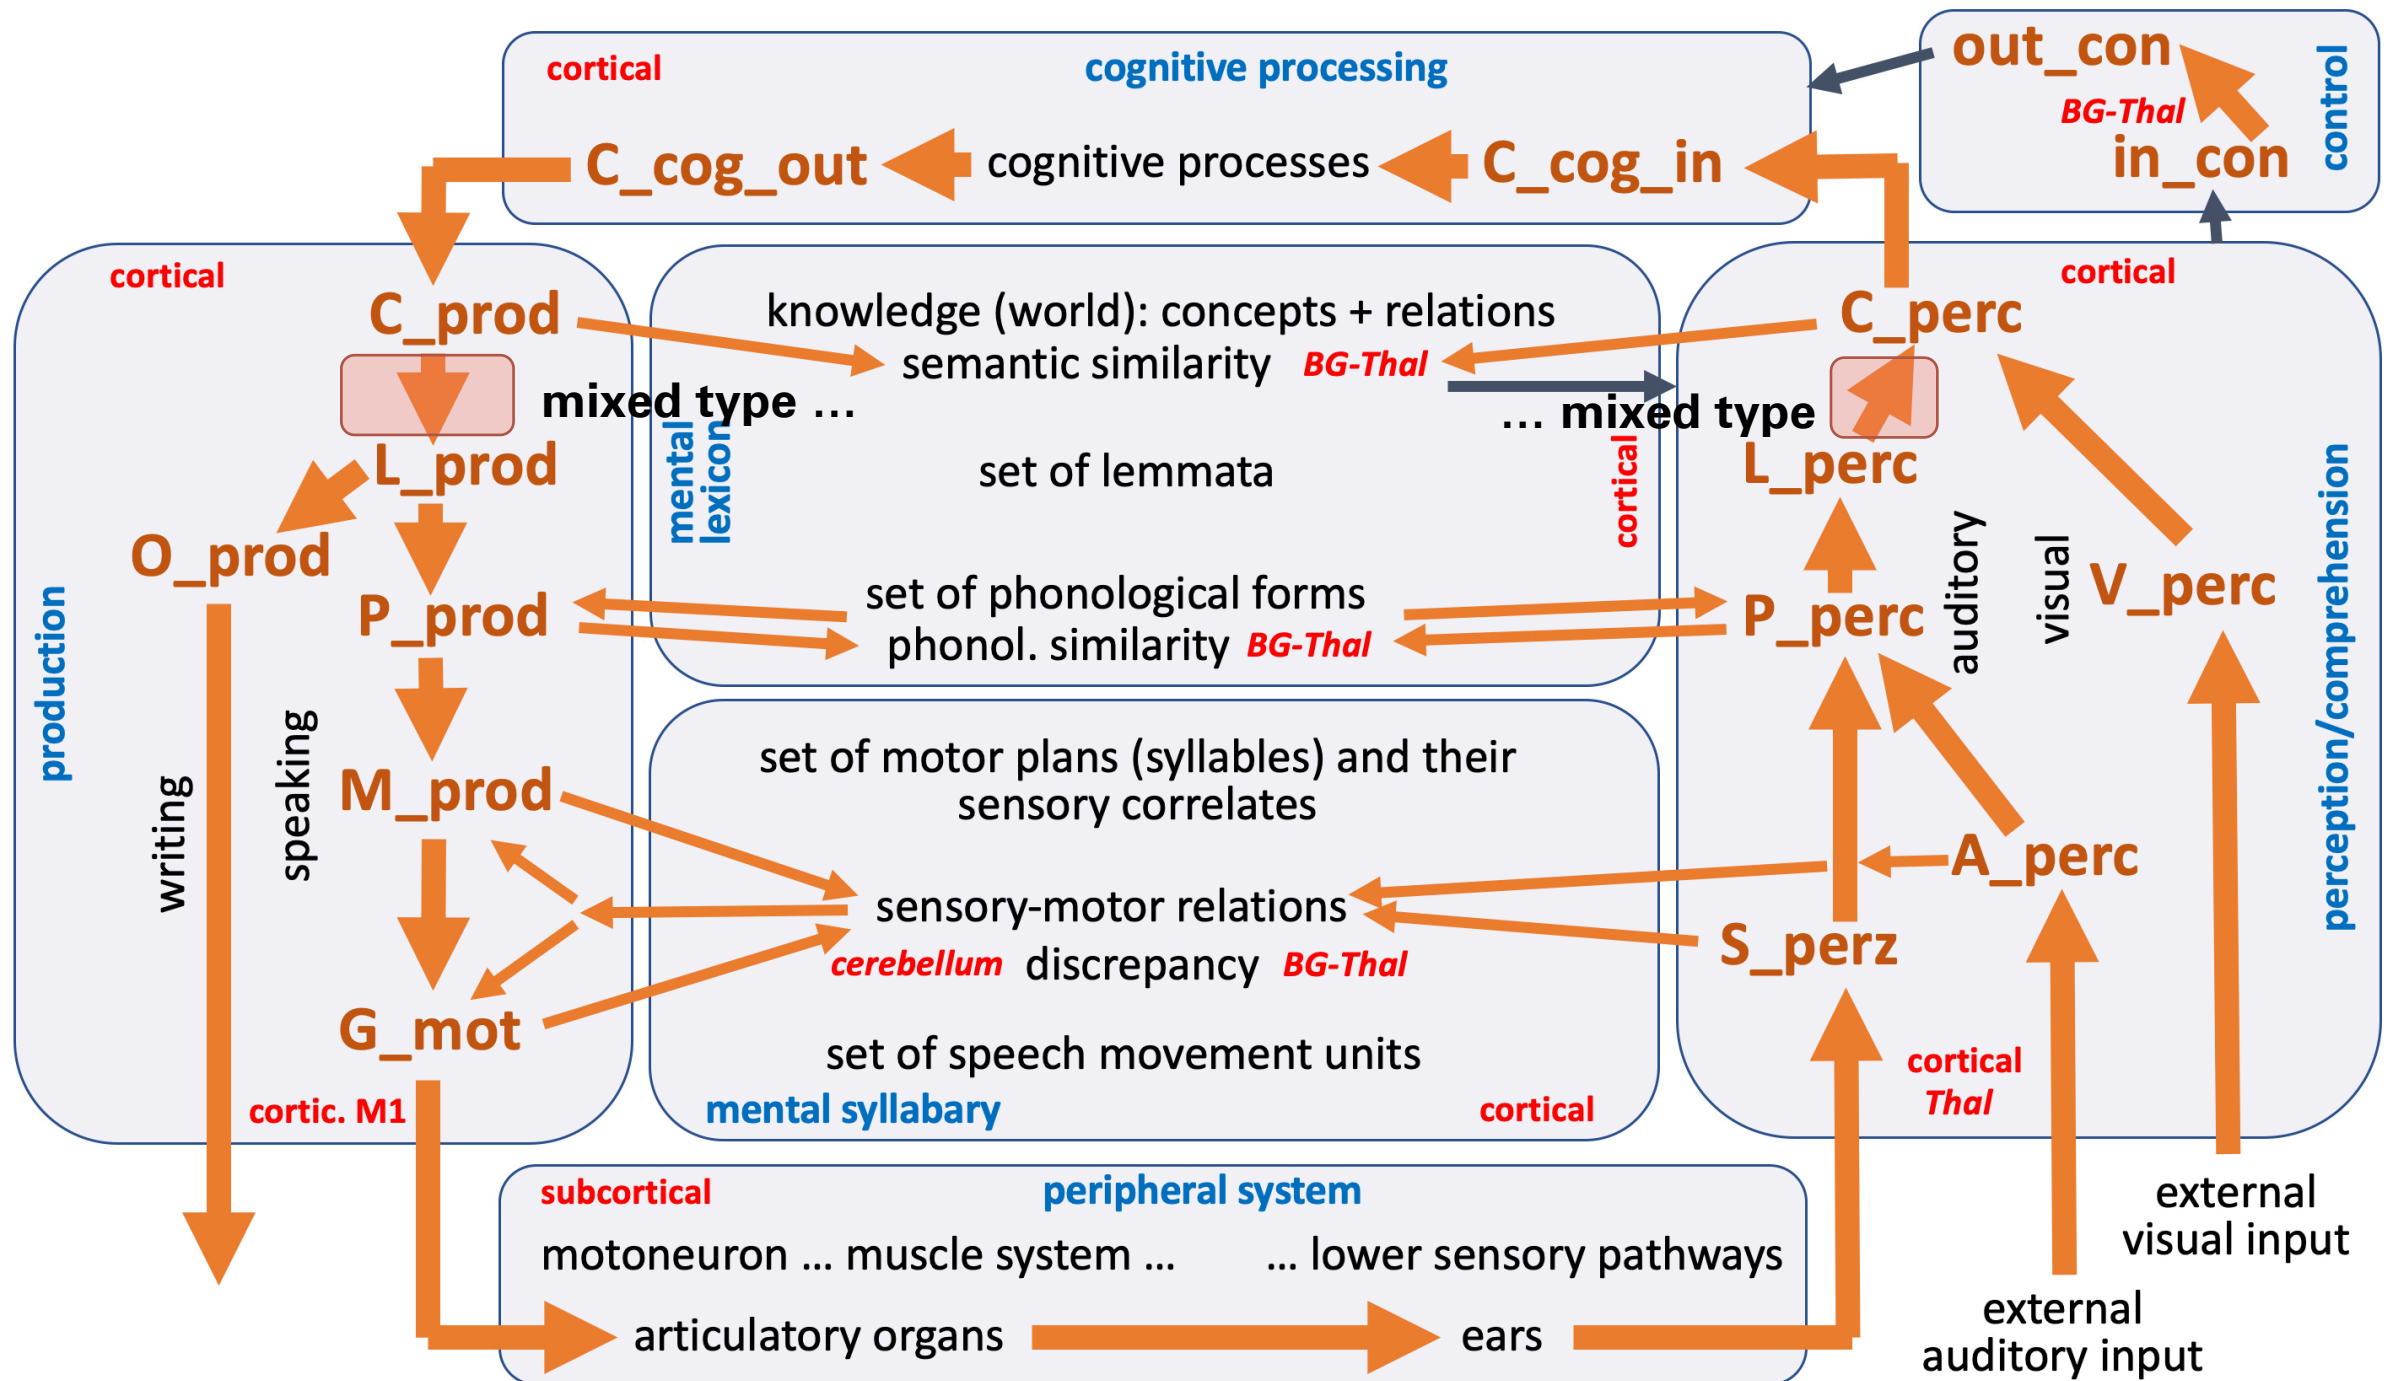 cortical
cognitive processing
C_cog_out
cognitive processes
C_cog_in
out_con
BG-Thal
in_con
control
cortical
C_prod
mixed type ...
L_prod
O_prod
P_prod
M_prod
G_mot
production
writing
speaking
cortic. M1
knowledge (world): concepts + relations
semantic similarity BG-Thal
mental
lexicon
set of lemmata
cortical
set of phonological forms
phonol. similarity BG-Thal
set of motor plans (syllables) and their
sensory correlates
sensory-motor relations
cerebellum discrepancy BG-Thal
set of speech movement units
mental syllabary
cortical
cortical
C_perc
... mixed type
L_perc
P_perc
auditory
visual
V_perc
A_perc
S_perz
perception/comprehension
cortical
Thal
subcortical
peripheral system
motoneuron ... muscle system ...
... lower sensory pathways
articulatory organs
ears
external
visual input
external
auditory input